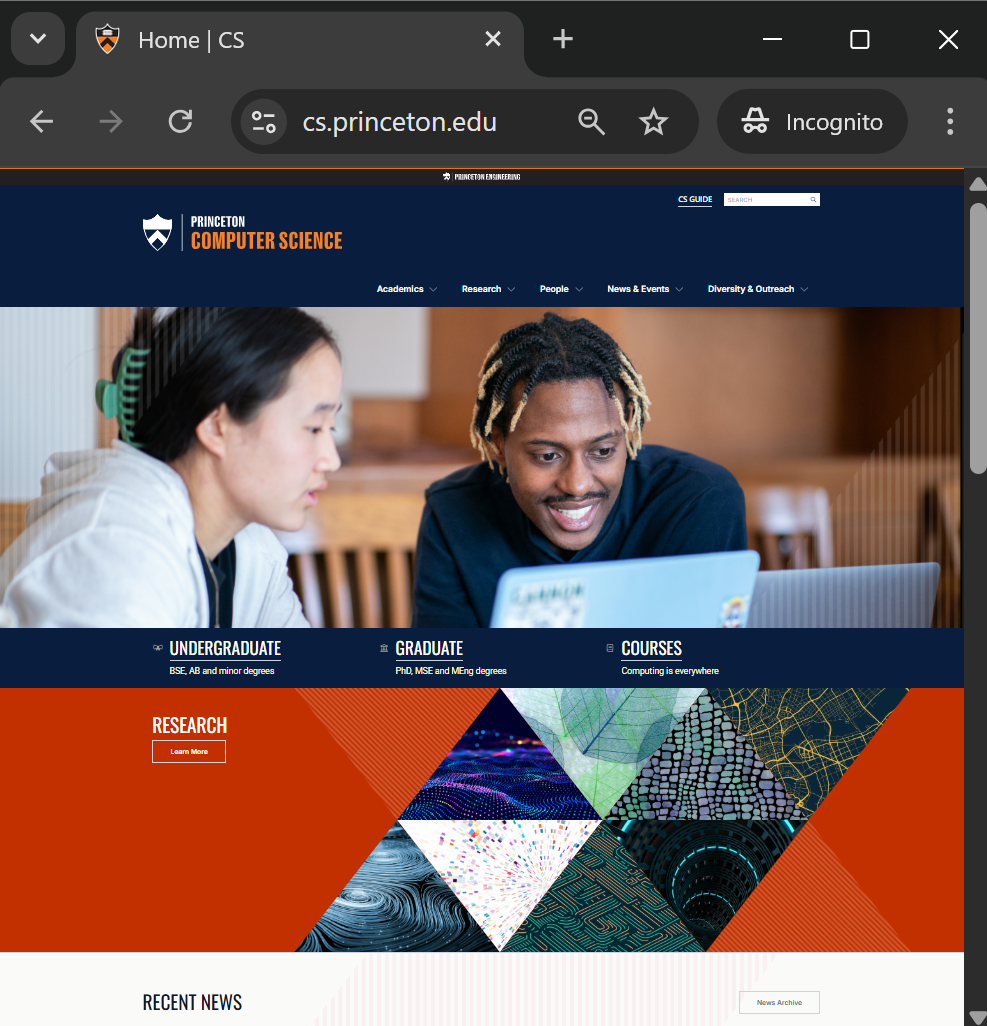 Home | CS
cs.princeton.edu
Incognito
PRINCETON ENGINEERING
CS GUIDE
SEARCH
PRINCETON
COMPUTER SCIENCE
Academics
Research
People
News & Events
Diversity & Outreach
UNDERGRADUATE
BSE, AB and minor degrees
GRADUATE
PhD, MSE and MEng degrees
COURSES
Computing is everywhere
RESEARCH
Learn More
RECENT NEWS
News Archive